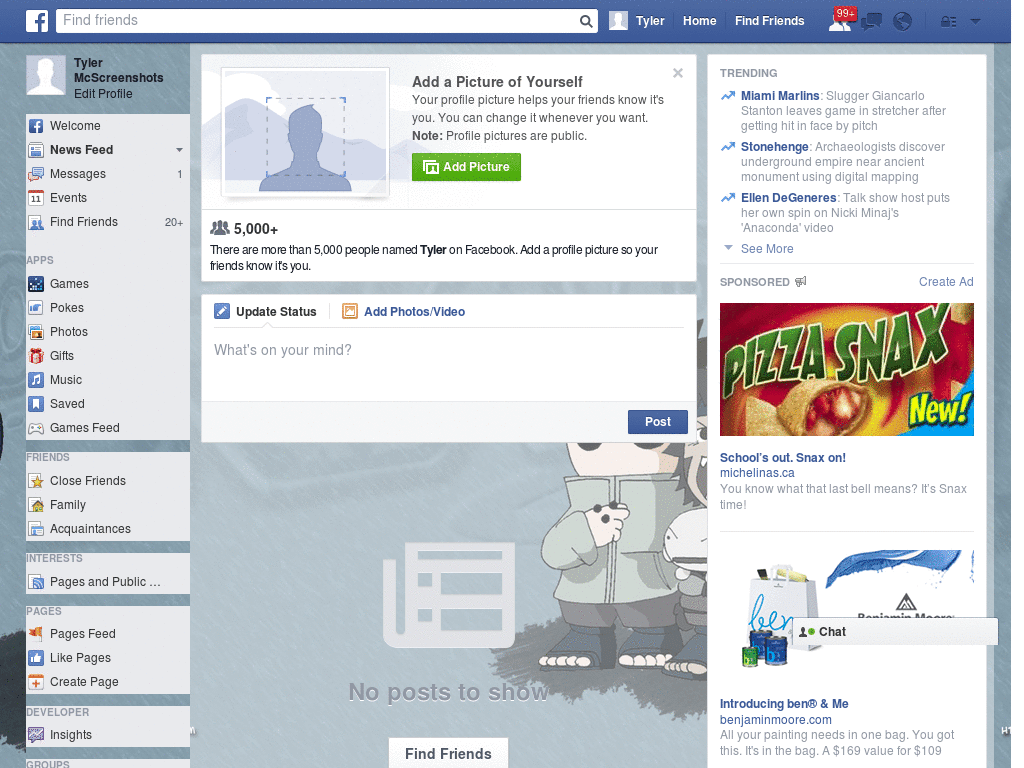 Find friends
Tyler
Home
Find Friends
99+
Tyler
McScreenshots
Edit Profile
Welcome
News Feed
Messages 1
11 Events
Find Friends 20+
APPS
Games
Pokes
Photos
Gifts
Music
Saved
Games Feed
FRIENDS
Close Friends
Family
Acquaintances
INTERESTS
Pages and Public ...
PAGES
Pages Feed
Like Pages
Create Page
DEVELOPER
Insights
GROUPS
Add a Picture of Yourself
Your profile picture helps your friends know it's
you. You can change it whenever you want.
Note: Profile pictures are public.
Add Picture
5,000+
There are more than 5,000 people named Tyler on Facebook. Add a profile picture so your
friends know it's you.
Update Status
Add Photos/Video
What's on your mind?
Post
No posts to show
Find Friends
TRENDING
Miami Marlins: Slugger Giancarlo
Stanton leaves game in stretcher after
getting hit in face by pitch
Stonehenge: Archaeologists discover
underground empire near ancient
monument using digital mapping
Ellen DeGeneres: Talk show host puts
her own spin on Nicki Minaj's
'Anaconda' video
See More
SPONSORED
Create Ad
PIZZA SNAX
New!
School's out. Snax on!
michelinas.ca
You know what that last bell means? It's Snax
time!
ben
Benjamin Moore
Chat
Introducing ben® & Me
benjaminmoore.com
All your painting needs in one bag. You got
this. It's in the bag. A $169 value for $109